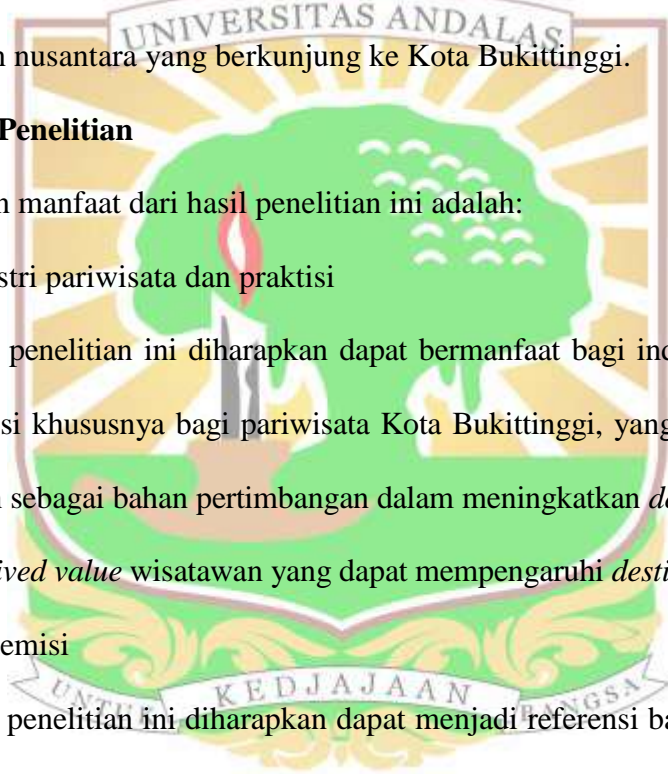 UNIVERSITAS ANDALAS
nusantara yang berkunjung ke Kota Bukittinggi.
Penelitian
manfaat dari hasil penelitian ini adalah:
stri pariwisata dan praktisi
penelitian ini diharapkan dapat bermanfaat bagi
si khususnya bagi pariwisata Kota Bukittinggi, yang
sebagai bahan pertimbangan dalam meningkatkan
ived value wisatawan yang dapat mempengaruhi desti
emisi
UNTUK KEDJAJAAN BANGSA
penelitian ini diharapkan dapat menjadi referensi ba